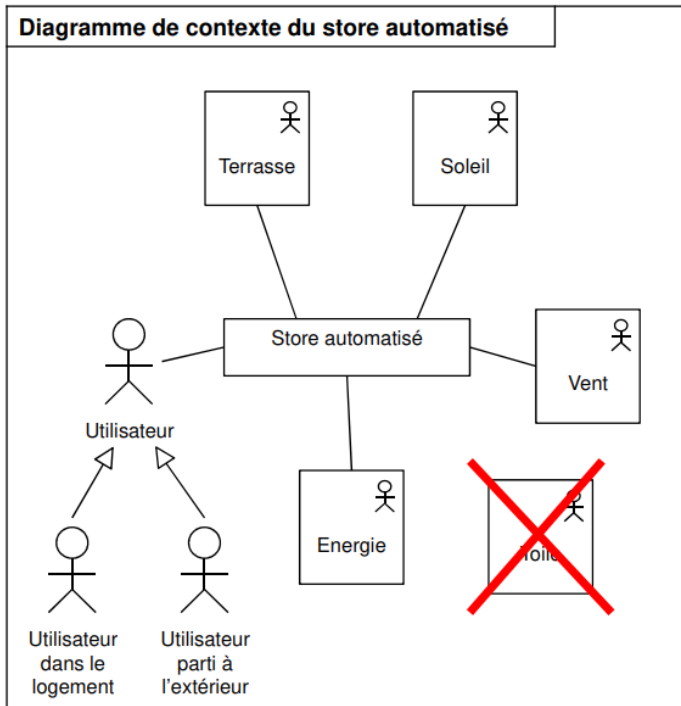 Diagramme de contexte du store automatisé
Terrasse
Soleil
Store automatisé
Vent
Utilisateur
Energie
Toile
Utilisateur
dans le
logement
Utilisateur
parti à
l'extérieur